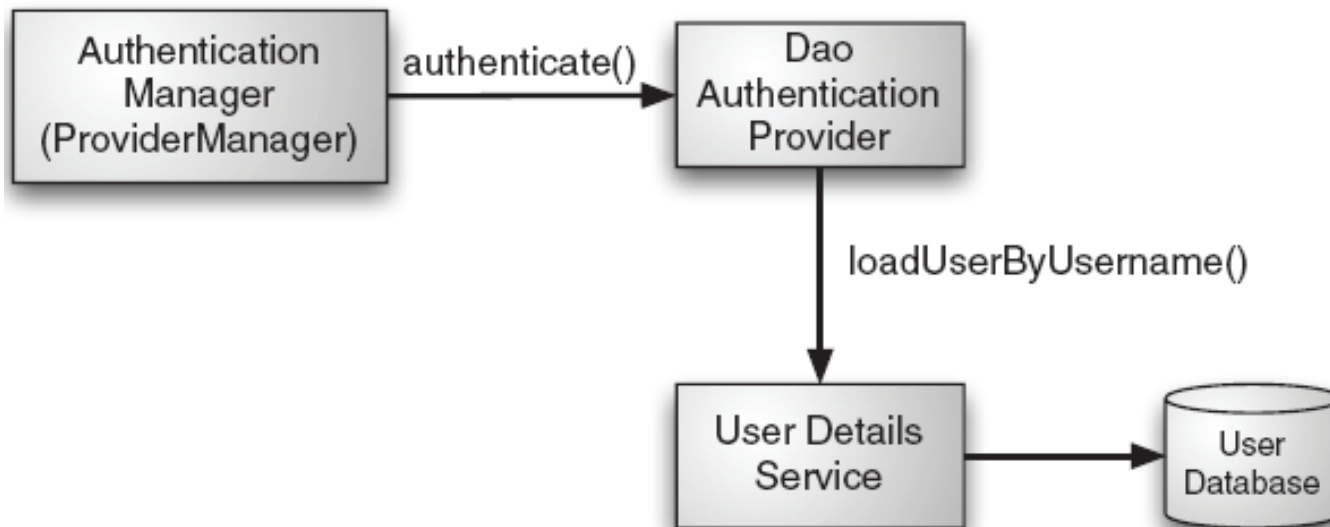 Authentication
Manager
(ProviderManager)
authenticate()
Dao
Authentication
Provider
loadUserByUsername()
User Details
Service
User
Database